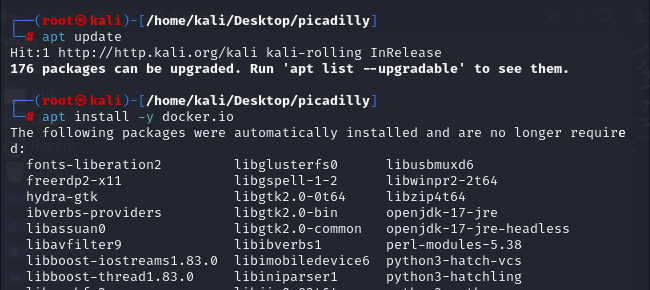 ┌──(root㉿kali)-[/home/kali/Desktop/picadilly]
└─# apt update
Hit:1 http://http.kali.org/kali kali-rolling InRelease
176 packages can be upgraded. Run 'apt list --upgradable' to see them.
┌──(root㉿kali)-[/home/kali/Desktop/picadilly]
└─# apt install -y docker.io
The following packages were automatically installed and are no longer require
d:
fonts-liberation2 libglusterfs0 libusbmuxd6
freerdp2-x11 libgspell-1-2 libwinpr2-2t64
hydra-gtk libgtk2.0-0t64 libzip4t64
ibverbs-providers libgtk2.0-bin openjdk-17-jre
libassuan0 libgtk2.0-common openjdk-17-jre-headless
libavfilter9 libibverbs1 perl-modules-5.38
libboost-iostreams1.83.0 libimobiledevice6 python3-hatch-vcs
libboost-thread1.83.0 libiniparser1 python3-hatchling